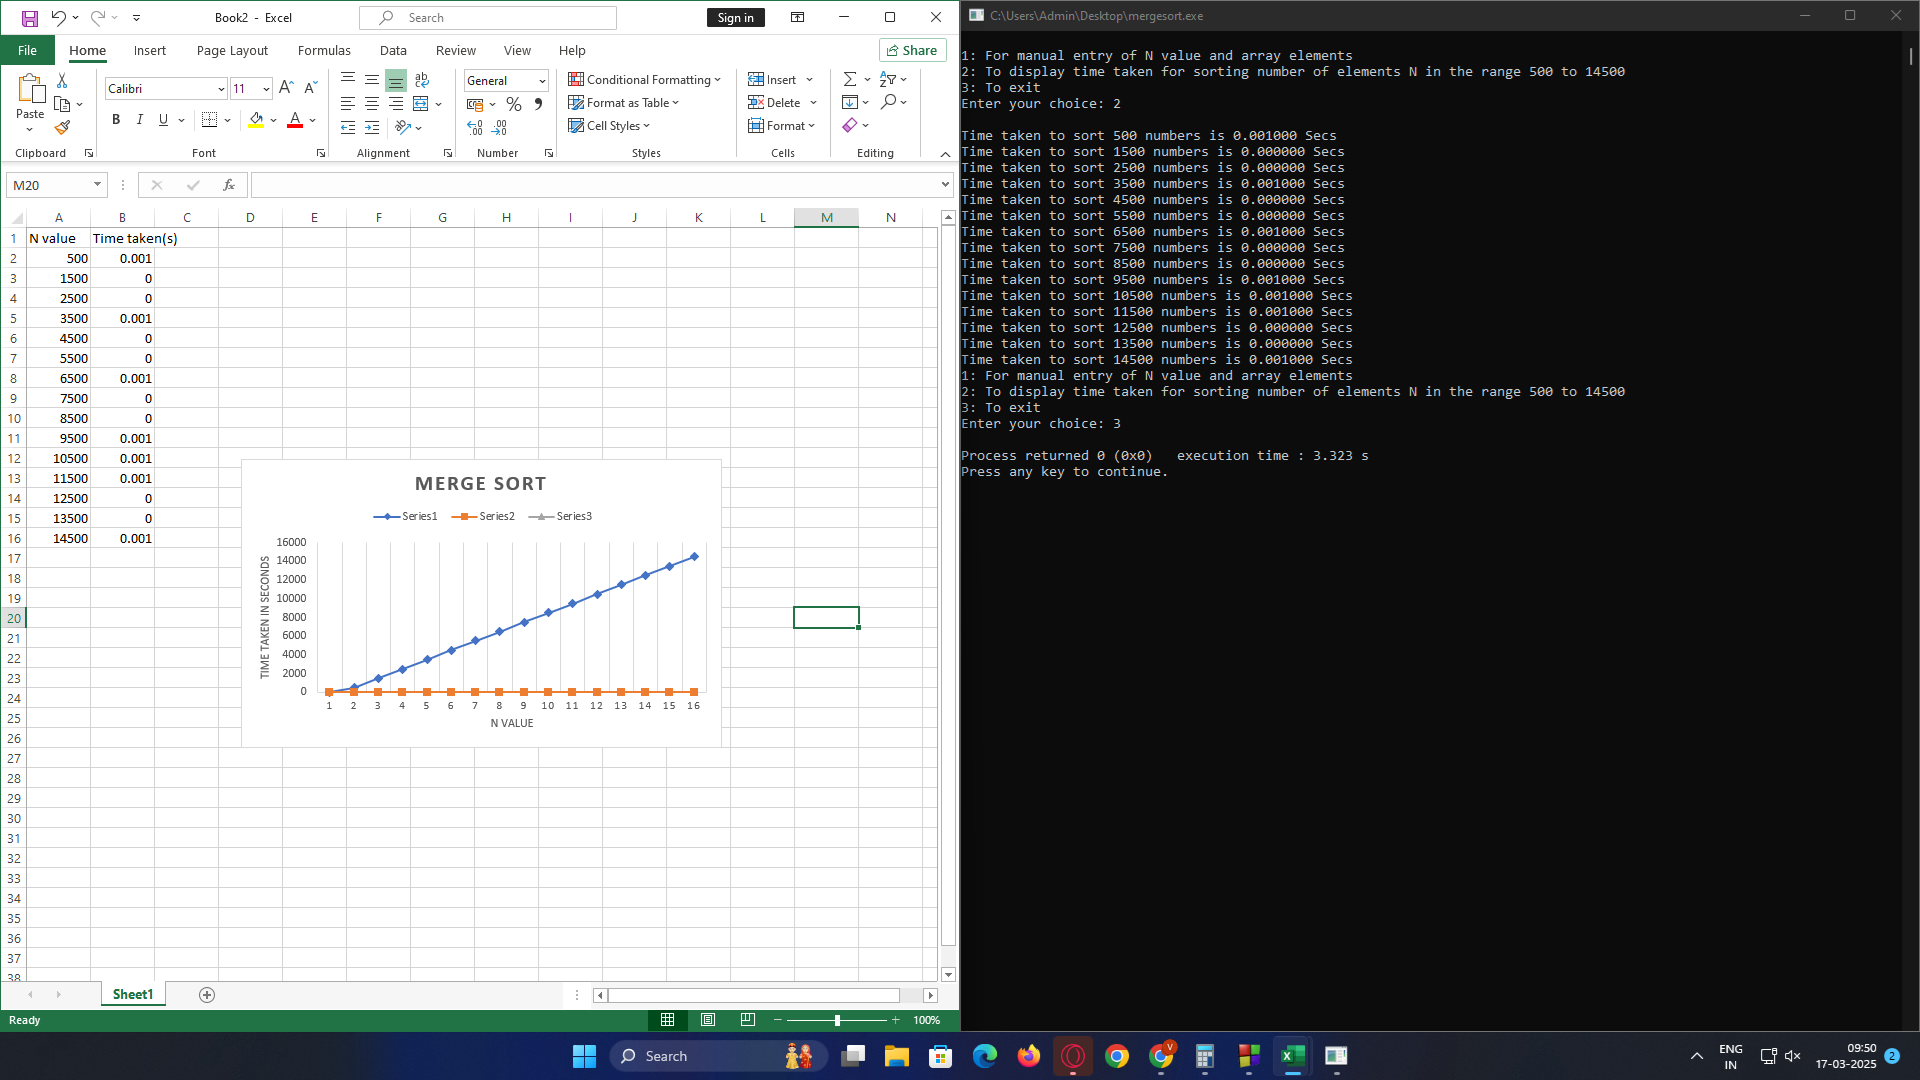 Book2 - Excel
Search
Sign in
File Home Insert Page Layout Formulas Data Review View Help
Share
Paste
Calibri
11
B I U
A A
ab
General
% 9
Conditional Formatting
Format as Table
Cell Styles
Insert
Delete
Format
Clipboard Font Alignment Number Styles Cells Editing
M20
fx
A B C D E F G H I J K L M N
1 N value Time taken(s)
2 500 0.001
3 1500 0
4 2500 0
5 3500 0.001
6 4500 0
7 5500 0
8 6500 0.001
9 7500 0
10 8500 0
11 9500 0.001
12 10500 0.001
13 11500 0.001
14 12500 0
15 13500 0
16 14500 0.001
17
18
19
20
21
22
23
24
25
26
27
28
29
30
31
32
33
34
35
36
37
38
MERGE SORT
Series1 Series2 Series3
TIME TAKEN IN SECONDS
16000
14000
12000
10000
8000
6000
4000
2000
0
1 2 3 4 5 6 7 8 9 10 11 12 13 14 15 16
N VALUE
Sheet1
Ready
100%
C:\Users\Admin\Desktop\mergesort.exe
1: For manual entry of N value and array elements
2: To display time taken for sorting number of elements N in the range 500 to 14500
3: To exit
Enter your choice: 2
Time taken to sort 500 numbers is 0.001000 Secs
Time taken to sort 1500 numbers is 0.000000 Secs
Time taken to sort 2500 numbers is 0.000000 Secs
Time taken to sort 3500 numbers is 0.001000 Secs
Time taken to sort 4500 numbers is 0.000000 Secs
Time taken to sort 5500 numbers is 0.000000 Secs
Time taken to sort 6500 numbers is 0.001000 Secs
Time taken to sort 7500 numbers is 0.000000 Secs
Time taken to sort 8500 numbers is 0.000000 Secs
Time taken to sort 9500 numbers is 0.001000 Secs
Time taken to sort 10500 numbers is 0.001000 Secs
Time taken to sort 11500 numbers is 0.001000 Secs
Time taken to sort 12500 numbers is 0.000000 Secs
Time taken to sort 13500 numbers is 0.000000 Secs
Time taken to sort 14500 numbers is 0.001000 Secs
1: For manual entry of N value and array elements
2: To display time taken for sorting number of elements N in the range 500 to 14500
3: To exit
Enter your choice: 3
Process returned 0 (0x0)   execution time : 3.323 s
Press any key to continue.
Search
V
ENG
IN
09:50
17-03-2025
2